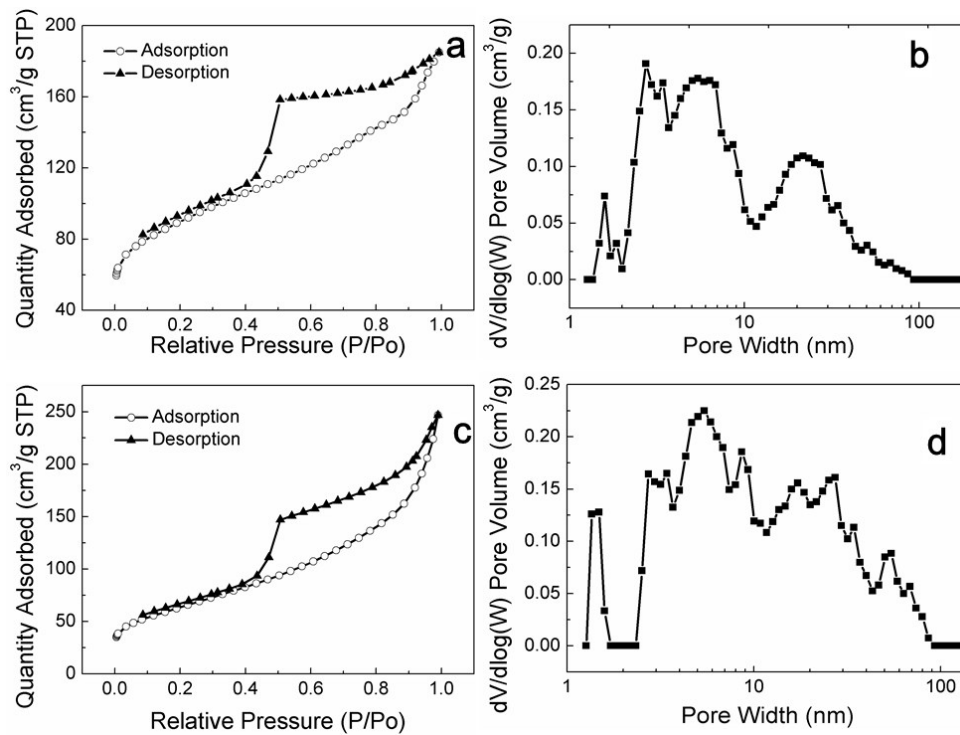 a
Adsorption
Desorption
Quantity Adsorbed (cm³/g STP)
200
160
120
80
40
0.0 0.2 0.4 0.6 0.8 1.0
Relative Pressure (P/Po)
b
dV/dlog(W) Pore Volume (cm³/g)
0.20
0.15
0.10
0.05
0.00
1 10 100
Pore Width (nm)
c
Adsorption
Desorption
Quantity Adsorbed (cm³/g STP)
250
200
150
100
50
0
0.0 0.2 0.4 0.6 0.8 1.0
Relative Pressure (P/Po)
d
dV/dlog(W) Pore Volume (cm³/g)
0.25
0.20
0.15
0.10
0.05
0.00
1 10 100
Pore Width (nm)